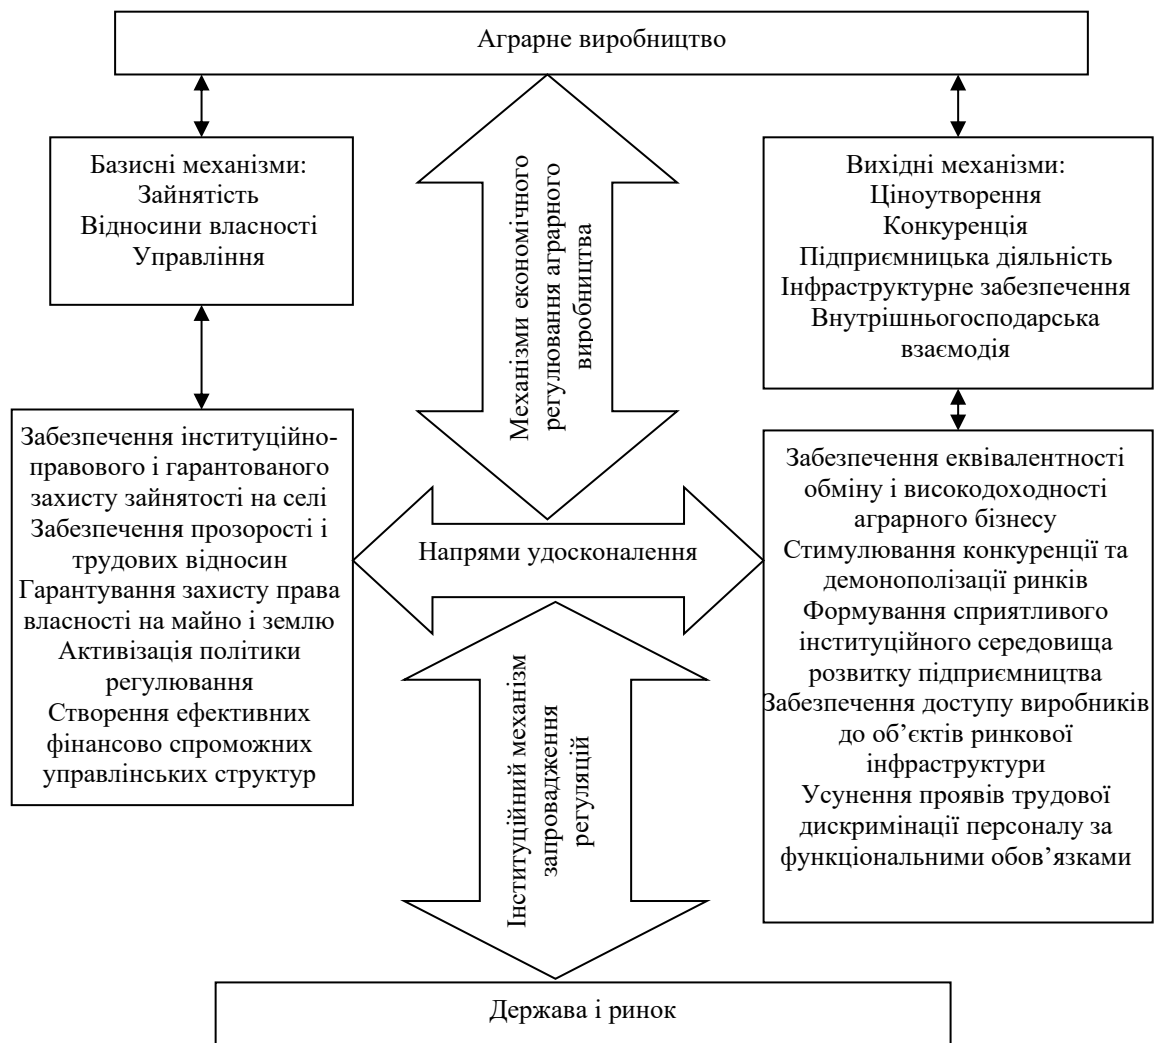 Аграрне виробництво
Базисні механізми:
Зайнятість
Відносини власності
Управління
Механізми економічного
регулювання аграрного
виробництва
Вихідні механізми:
Ціноутворення
Конкуренція
Підприємницька діяльність
Інфраструктурне забезпечення
Внутрішньогосподарська
взаємодія
Забезпечення інституційно-
правового і гарантованого
захисту зайнятості на селі
Забезпечення прозорості і
трудових відносин
Гарантування захисту права
власності на майно і землю
Активізація політики
регулювання
Створення ефективних
фінансово спроможних
управлінських структур
Напрями удосконалення
Забезпечення еквівалентності
обміну і високодоходності
аграрного бізнесу
Стимулювання конкуренції та
демонополізації ринків
Формування сприятливого
інституційного середовища
розвитку підприємництва
Забезпечення доступу виробників
до об’єктів ринкової
інфраструктури
Усунення проявів трудової
дискримінації персоналу за
функціональними обов’язками
Інституційний механізм
запровадження
регуляцій
Держава і ринок